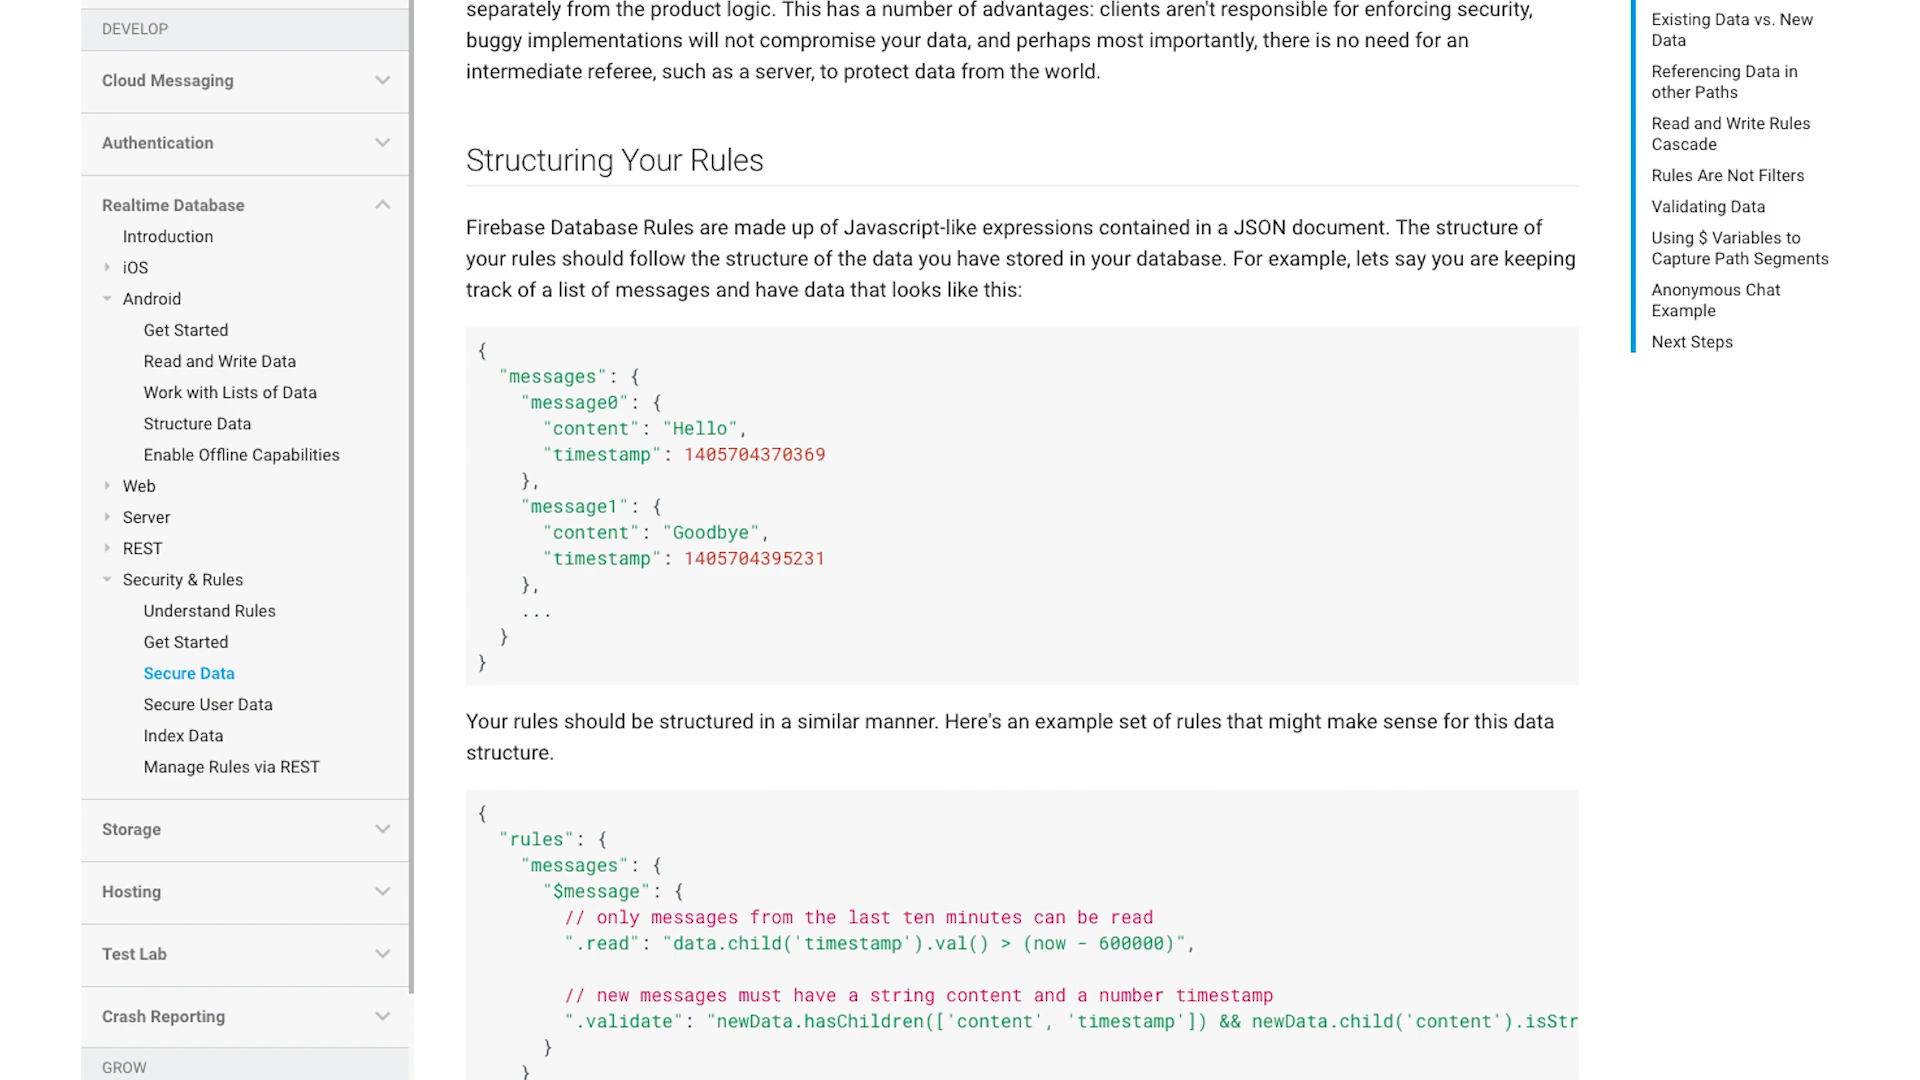 DEVELOP
Cloud Messaging
Authentication
Realtime Database
Introduction
iOS
Android
Get Started
Read and Write Data
Work with Lists of Data
Structure Data
Enable Offline Capabilities
Web
Server
REST
Security & Rules
Understand Rules
Get Started
Secure Data
Secure User Data
Index Data
Manage Rules via REST
Storage
Hosting
Test Lab
Crash Reporting
GROW
separately from the product logic. This has a number of advantages: clients aren't responsible for enforcing security,
buggy implementations will not compromise your data, and perhaps most importantly, there is no need for an
intermediate referee, such as a server, to protect data from the world.
Structuring Your Rules
Firebase Database Rules are made up of Javascript-like expressions contained in a JSON document. The structure of
your rules should follow the structure of the data you have stored in your database. For example, lets say you are keeping
track of a list of messages and have data that looks like this:
{
  "messages": {
    "message0": {
      "content": "Hello",
      "timestamp": 1405704370369
    },
    "message1": {
      "content": "Goodbye",
      "timestamp": 1405704395231
    },
    ...
  }
}
Your rules should be structured in a similar manner. Here's an example set of rules that might make sense for this data
structure.
{
  "rules": {
    "messages": {
      "$message": {
        // only messages from the last ten minutes can be read
        ".read": "data.child('timestamp').val() > (now - 600000)",
        // new messages must have a string content and a number timestamp
        ".validate": "newData.hasChildren(['content', 'timestamp']) && newData.child('content').isStr
      }
    }
Existing Data vs. New
Data
Referencing Data in
other Paths
Read and Write Rules
Cascade
Rules Are Not Filters
Validating Data
Using $ Variables to
Capture Path Segments
Anonymous Chat
Example
Next Steps